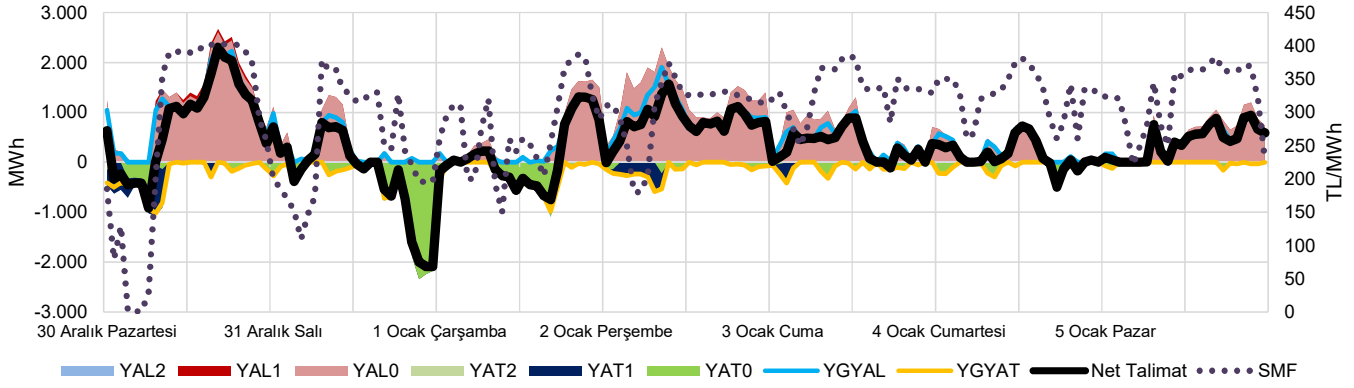 3.000 450
2.000 400
1.000 350
0 300
-1.000 250
-2.000 200
-3.000 150
100
50
0
MWh
TL/MWh
30 Aralık Pazartesi 31 Aralık Salı 1 Ocak Çarşamba 2 Ocak Perşembe 3 Ocak Cuma 4 Ocak Cumartesi 5 Ocak Pazar
YAL2 YAL1 YAL0 YAT2 YAT1 YAT0 YGYAL YGYAT Net Talimat SMF